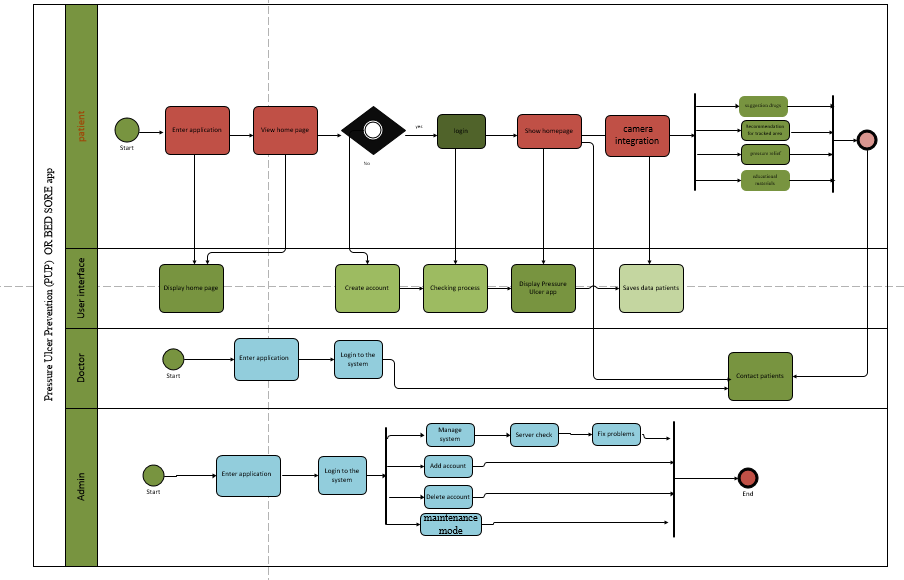 Pressure Ulcer Prevention (PUP) OR BED SORE app
patient
Start
Enter application
View home page
yes
No
login
Show homepage
camera
integration
suggestion drugs
Recommendation
for tracked area
pressure relief
educational
materials
User interface
Display home page
Create account
Checking process
Display Pressure
Ulcer app
Saves data patients
Doctor
Start
Enter application
Login to the
system
Contact patients
Admin
Start
Enter application
Login to the
system
Manage
system
Server check
Fix problems
Add account
Delete account
maintenance
mode
End